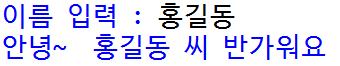 이름 입력 : 홍길동
안녕~  홍길동 씨 반가워요